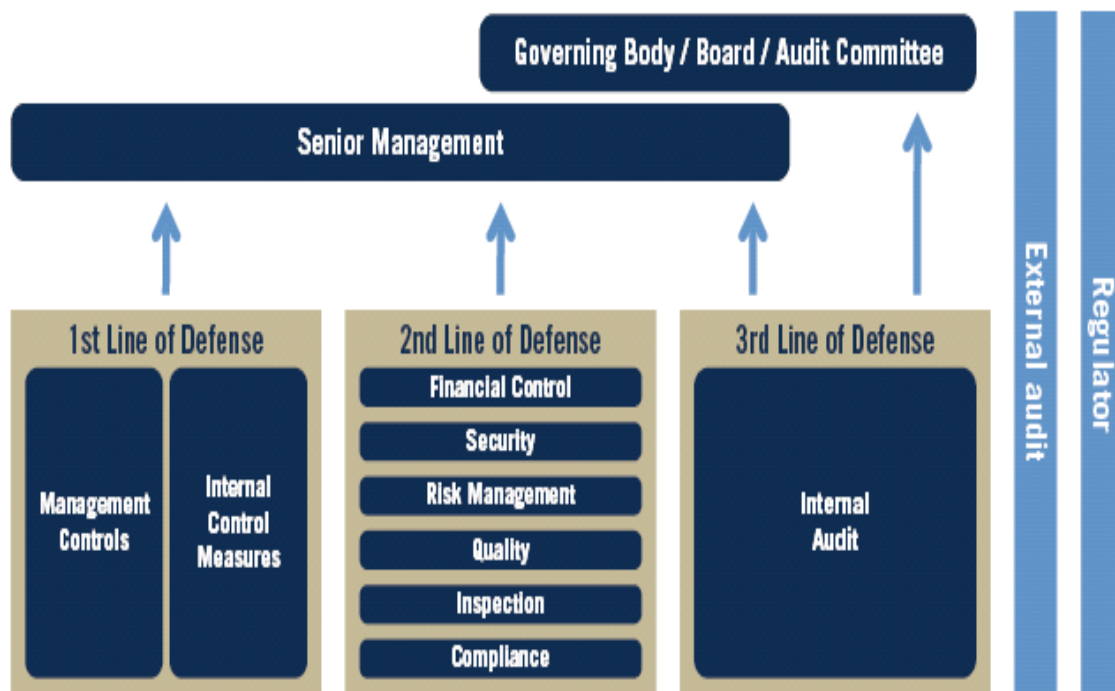 Governing Body / Board / Audit Committee
Senior Management
1st Line of Defense
Management
Controls
Internal
Control
Measures
2nd Line of Defense
Financial Control
Security
Risk Management
Quality
Inspection
Compliance
3rd Line of Defense
Internal
Audit
External audit
Regulator